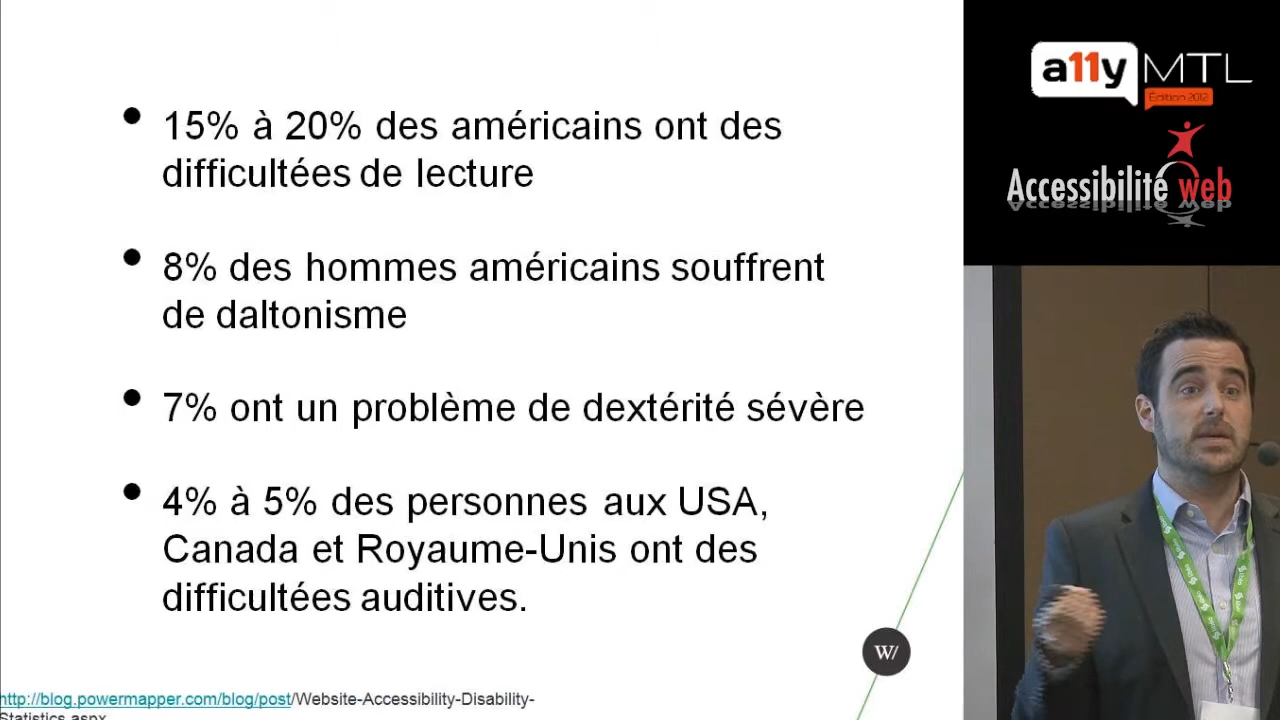 15% à 20% des américains ont des
difficultées de lecture
8% des hommes américains souffrent
de daltonisme
7% ont un problème de dextérité sévère
4% à 5% des personnes aux USA,
Canada et Royaume-Unis ont des
difficultées auditives.
W/
http://blog.powermapper.com/blog/post/Website-Accessibility-Disability-
Statistics.aspx
a11y MTL
Édition 2012
Accessibilité web